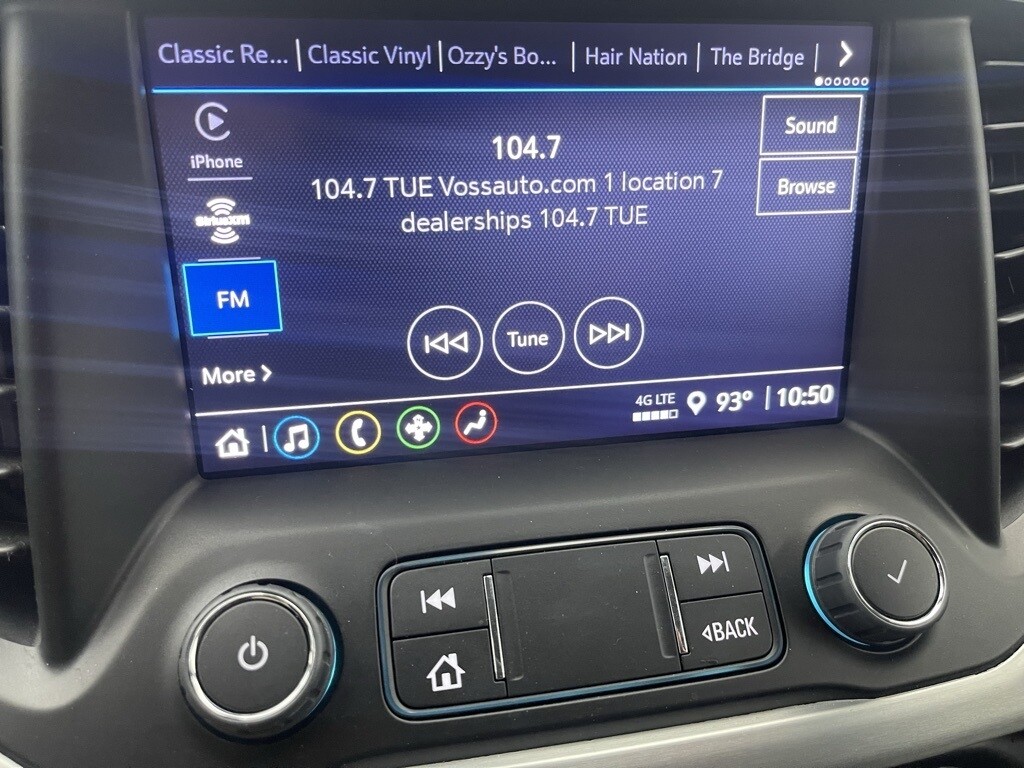 Classic Re... | Classic Vinyl | Ozzy's Bo... | Hair Nation | The Bridge |
iPhone
SiriusXM
FM
More >
104.7
104.7 TUE Vossauto.com 1 location 7
dealerships 104.7 TUE
Sound
Browse
Tune
4G LTE
93° | 10:50
BACK